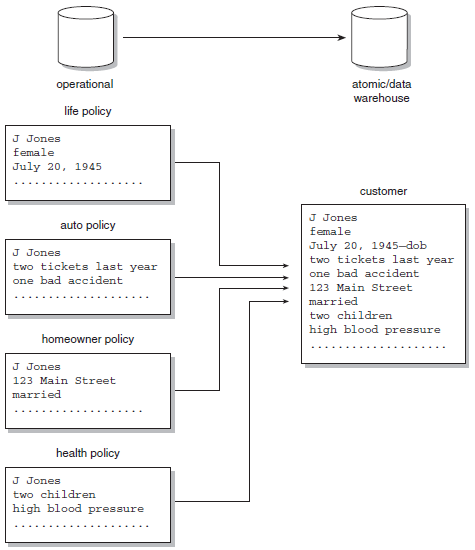 operational
atomic/data
warehouse
life policy
J Jones
female
July 20, 1945
...................
auto policy
J Jones
two tickets last year
one bad accident
....................
homeowner policy
J Jones
123 Main Street
married
...................
health policy
J Jones
two children
high blood pressure
....................
customer
J Jones
female
July 20, 1945—dob
two tickets last year
one bad accident
123 Main Street
married
two children
high blood pressure
....................